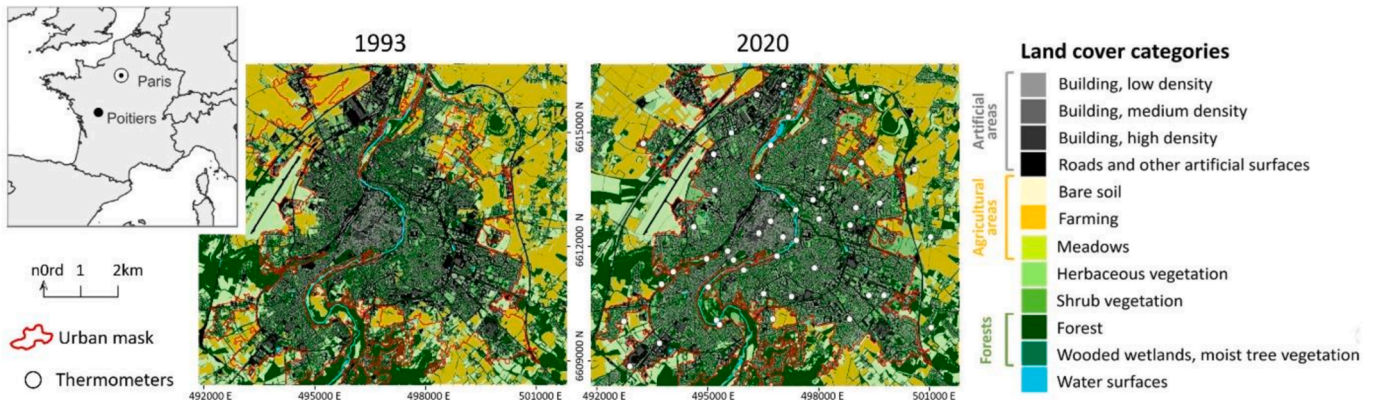 1993
2020
Paris
Poitiers
n0rd 1 2km
Urban mask
Thermometers
6615000 N
6612000 N
6609000 N
492000 E
495000 E
498000 E
501000 E
492000 E
495000 E
498000 E
501000 E
Land cover categories
Artificial
areas
Building, low density
Building, medium density
Building, high density
Roads and other artificial surfaces
Agricultural
areas
Bare soil
Farming
Meadows
Herbaceous vegetation
Shrub vegetation
Forests
Forest
Wooded wetlands, moist tree vegetation
Water surfaces